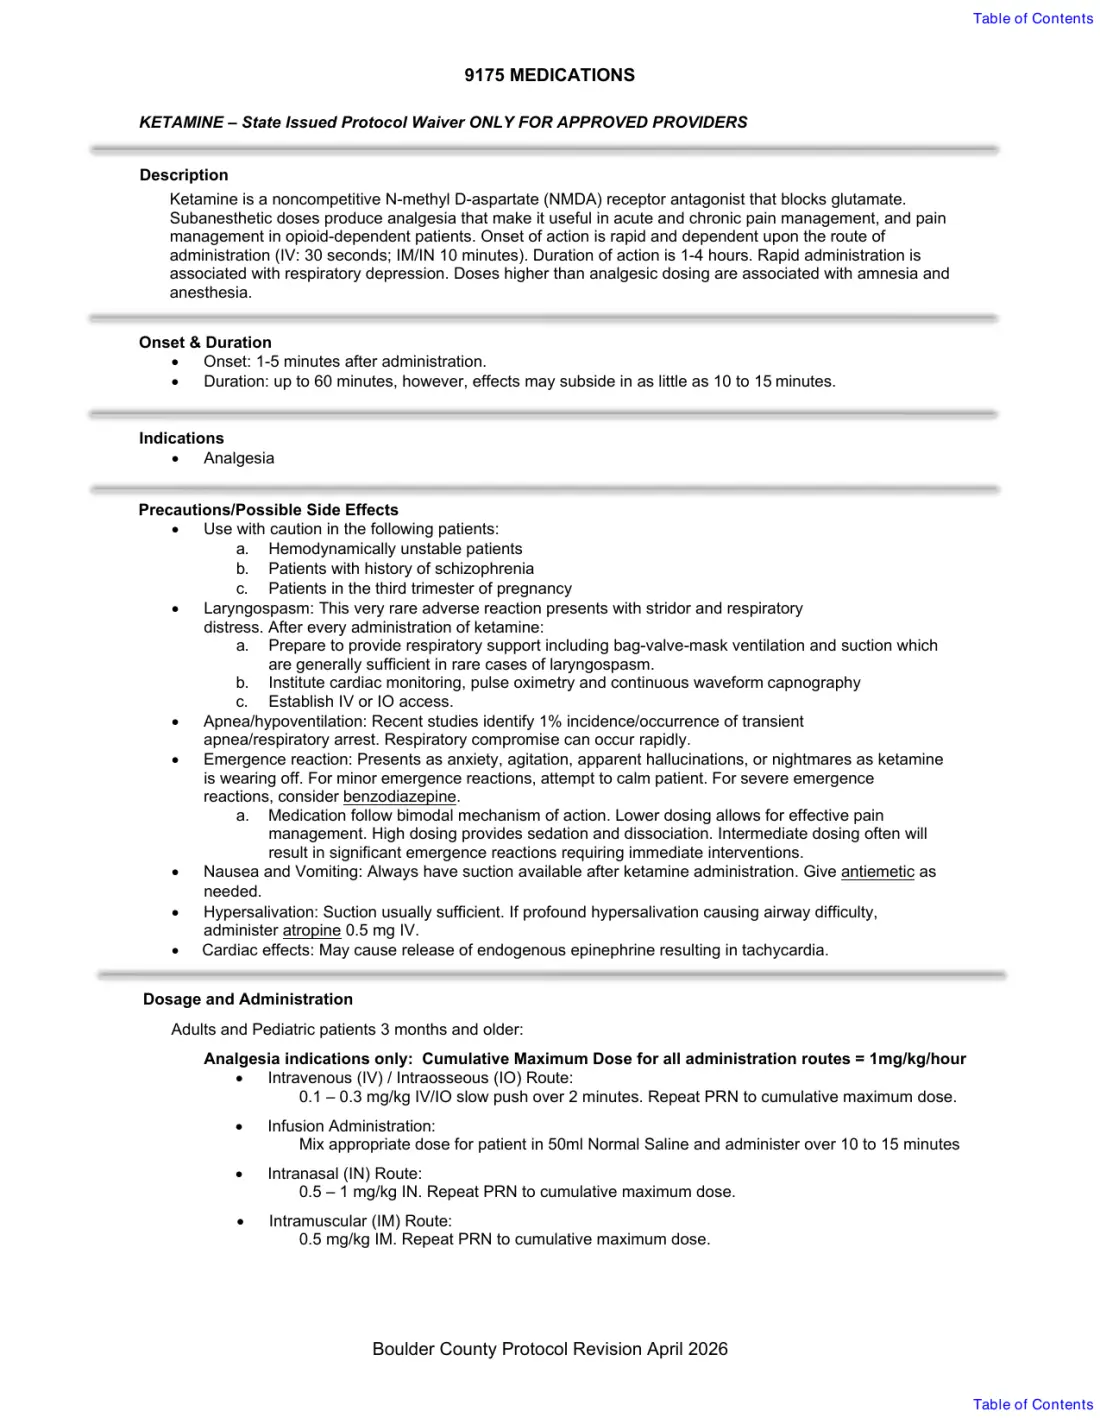 Table of Contents
9175 MEDICATIONS
KETAMINE – State Issued Protocol Waiver ONLY FOR APPROVED PROVIDERS
Description
Ketamine is a noncompetitive N-methyl D-aspartate (NMDA) receptor antagonist that blocks glutamate.
Subanesthetic doses produce analgesia that make it useful in acute and chronic pain management, and pain
management in opioid-dependent patients. Onset of action is rapid and dependent upon the route of
administration (IV: 30 seconds; IM/IN 10 minutes). Duration of action is 1-4 hours. Rapid administration is
associated with respiratory depression. Doses higher than analgesic dosing are associated with amnesia and
anesthesia.
Onset & Duration
• Onset: 1-5 minutes after administration.
• Duration: up to 60 minutes, however, effects may subside in as little as 10 to 15 minutes.
Indications
• Analgesia
Precautions/Possible Side Effects
• Use with caution in the following patients:
a. Hemodynamically unstable patients
b. Patients with history of schizophrenia
c. Patients in the third trimester of pregnancy
• Laryngospasm: This very rare adverse reaction presents with stridor and respiratory
distress. After every administration of ketamine:
a. Prepare to provide respiratory support including bag-valve-mask ventilation and suction which
are generally sufficient in rare cases of laryngospasm.
b. Institute cardiac monitoring, pulse oximetry and continuous waveform capnography
c. Establish IV or IO access.
• Apnea/hypoventilation: Recent studies identify 1% incidence/occurrence of transient
apnea/respiratory arrest. Respiratory compromise can occur rapidly.
• Emergence reaction: Presents as anxiety, agitation, apparent hallucinations, or nightmares as ketamine
is wearing off. For minor emergence reactions, attempt to calm patient. For severe emergence
reactions, consider benzodiazepine.
a. Medication follow bimodal mechanism of action. Lower dosing allows for effective pain
management. High dosing provides sedation and dissociation. Intermediate dosing often will
result in significant emergence reactions requiring immediate interventions.
• Nausea and Vomiting: Always have suction available after ketamine administration. Give antiemetic as
needed.
• Hypersalivation: Suction usually sufficient. If profound hypersalivation causing airway difficulty,
administer atropine 0.5 mg IV.
• Cardiac effects: May cause release of endogenous epinephrine resulting in tachycardia.
Dosage and Administration
Adults and Pediatric patients 3 months and older:
Analgesia indications only: Cumulative Maximum Dose for all administration routes = 1mg/kg/hour
• Intravenous (IV) / Intraosseous (IO) Route:
0.1 – 0.3 mg/kg IV/IO slow push over 2 minutes. Repeat PRN to cumulative maximum dose.
• Infusion Administration:
Mix appropriate dose for patient in 50ml Normal Saline and administer over 10 to 15 minutes
• Intranasal (IN) Route:
0.5 – 1 mg/kg IN. Repeat PRN to cumulative maximum dose.
• Intramuscular (IM) Route:
0.5 mg/kg IM. Repeat PRN to cumulative maximum dose.
Boulder County Protocol Revision April 2026
Table of Contents